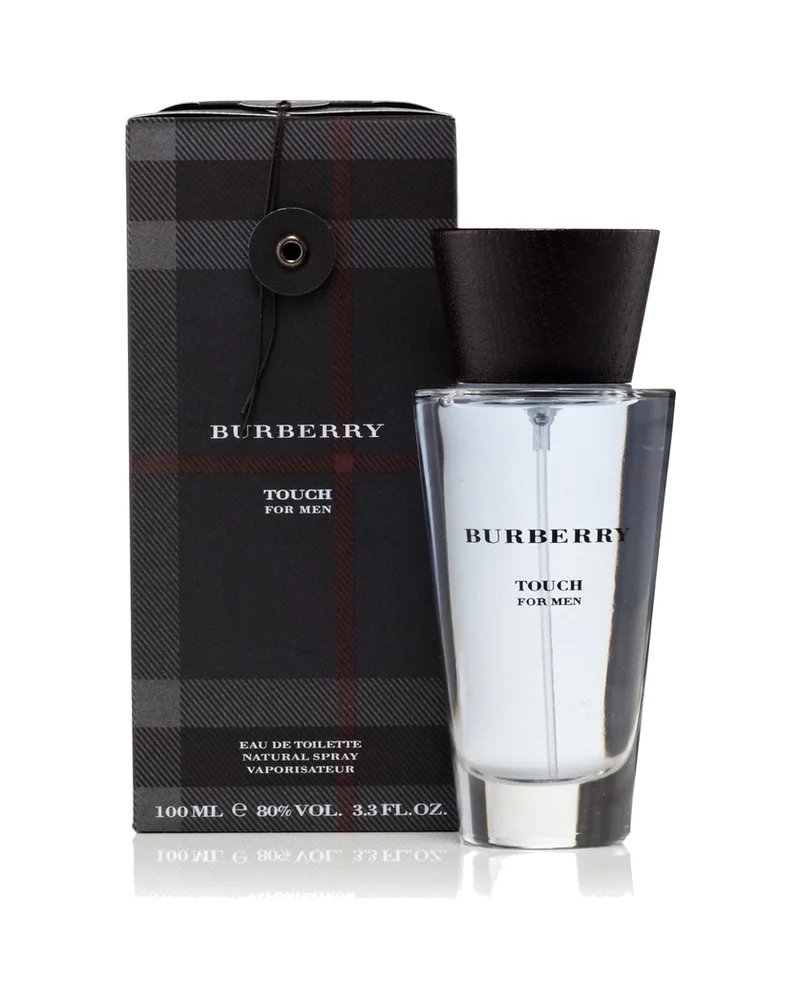 BURBERRY
TOUCH
FOR MEN
EAU DE TOILETTE
NATURAL SPRAY
VAPORISATEUR
100 ML ℮ 80% VOL. 3.3 FL.OZ.
BURBERRY
TOUCH
FOR MEN